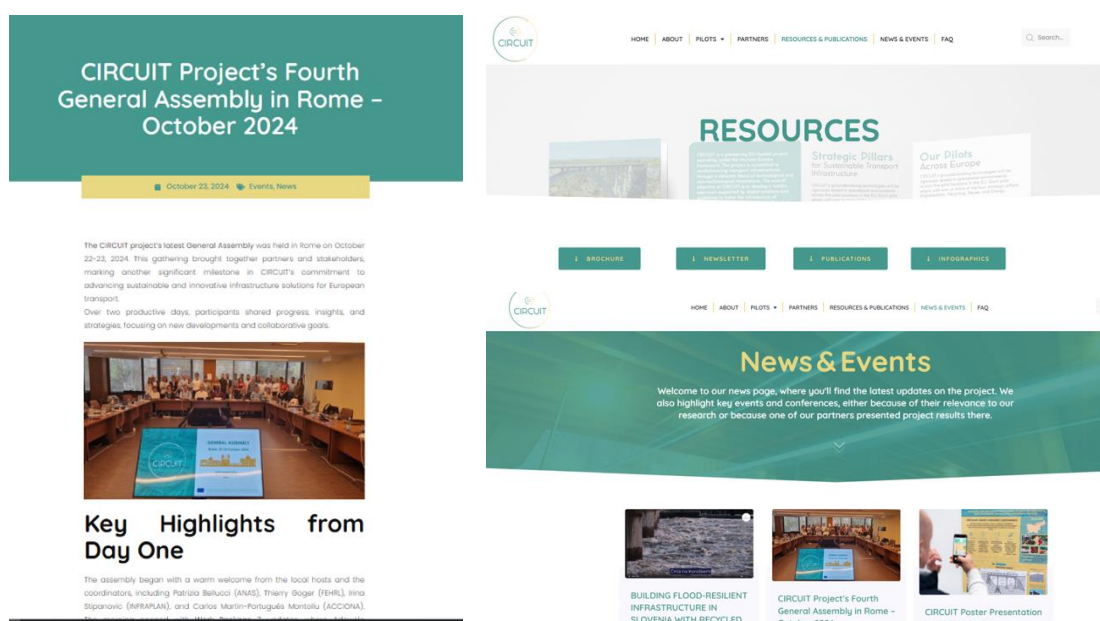 CIRCUIT Project's Fourth
General Assembly in Rome –
October 2024
October 23, 2024 Events, News
The CIRCUIT project's latest General Assembly was held in Rome on October
22-23, 2024. This gathering brought together partners and stakeholders,
marking another significant milestone in CIRCUIT's commitment to
advancing sustainable and innovative infrastructure solutions for European
transport.
Over two productive days, participants shared progress, insights, and
strategies, focusing on new developments and collaborative goals.
CIRCUIT
GENERAL ASSEMBLY
Key Highlights from
Day One
The assembly began with a warm welcome from the local hosts and the
coordinators, including Patrizia Bellucci (ANAS), Thierry Goger (FEHRL), Irina
Stipanovic (INFRAPLAN), and Carlos Martin-Portugués Montoliu (ACCIONA).
CIRCUIT
HOME ABOUT PILOTS PARTNERS RESOURCES & PUBLICATIONS NEWS & EVENTS FAQ
Search...
RESOURCES
Strategic Pillars
for Sustainable Transport
Infrastructure
Our Pilots
Across Europe
BROCHURE NEWSLETTER PUBLICATIONS INFOGRAPHICS
CIRCUIT
HOME ABOUT PILOTS PARTNERS RESOURCES & PUBLICATIONS NEWS & EVENTS FAQ
News & Events
Welcome to our news page, where you'll find the latest updates on the project. We
also highlight key events and conferences, either because of their relevance to our
research or because one of our partners presented project results there.
BUILDING FLOOD-RESILIENT
INFRASTRUCTURE IN
SLOVENIA WITH RECYCLED
CIRCUIT Project's Fourth
General Assembly in Rome –
CIRCUIT Poster Presentation